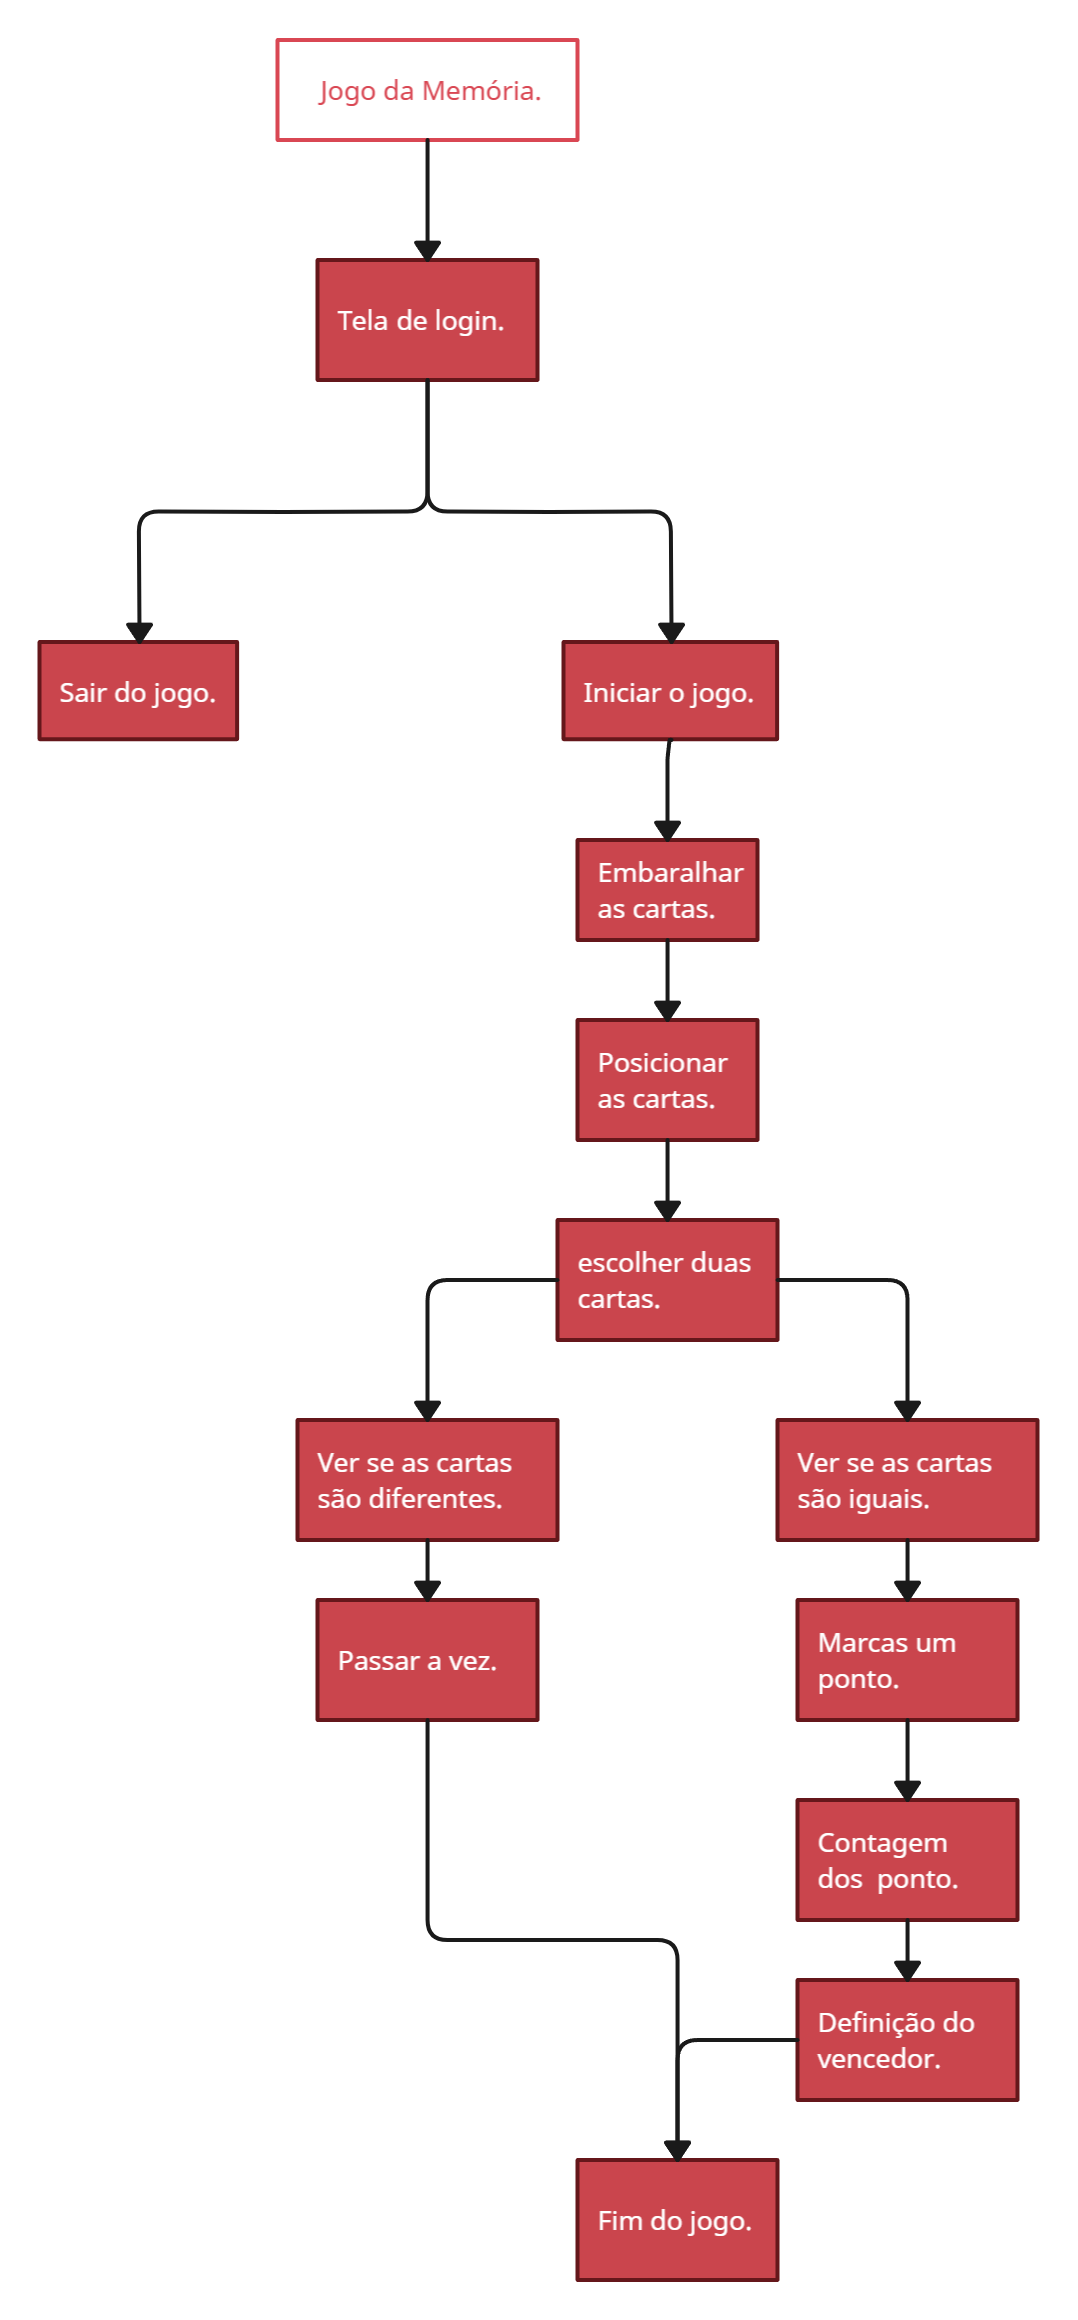 Jogo da Memória.
Tela de login.
Sair do jogo.
Iniciar o jogo.
Embaralhar
as cartas.
Posicionar
as cartas.
escolher duas
cartas.
Ver se as cartas
são diferentes.
Ver se as cartas
são iguais.
Passar a vez.
Marcas um
ponto.
Contagem
dos  ponto.
Definição do
vencedor.
Fim do jogo.